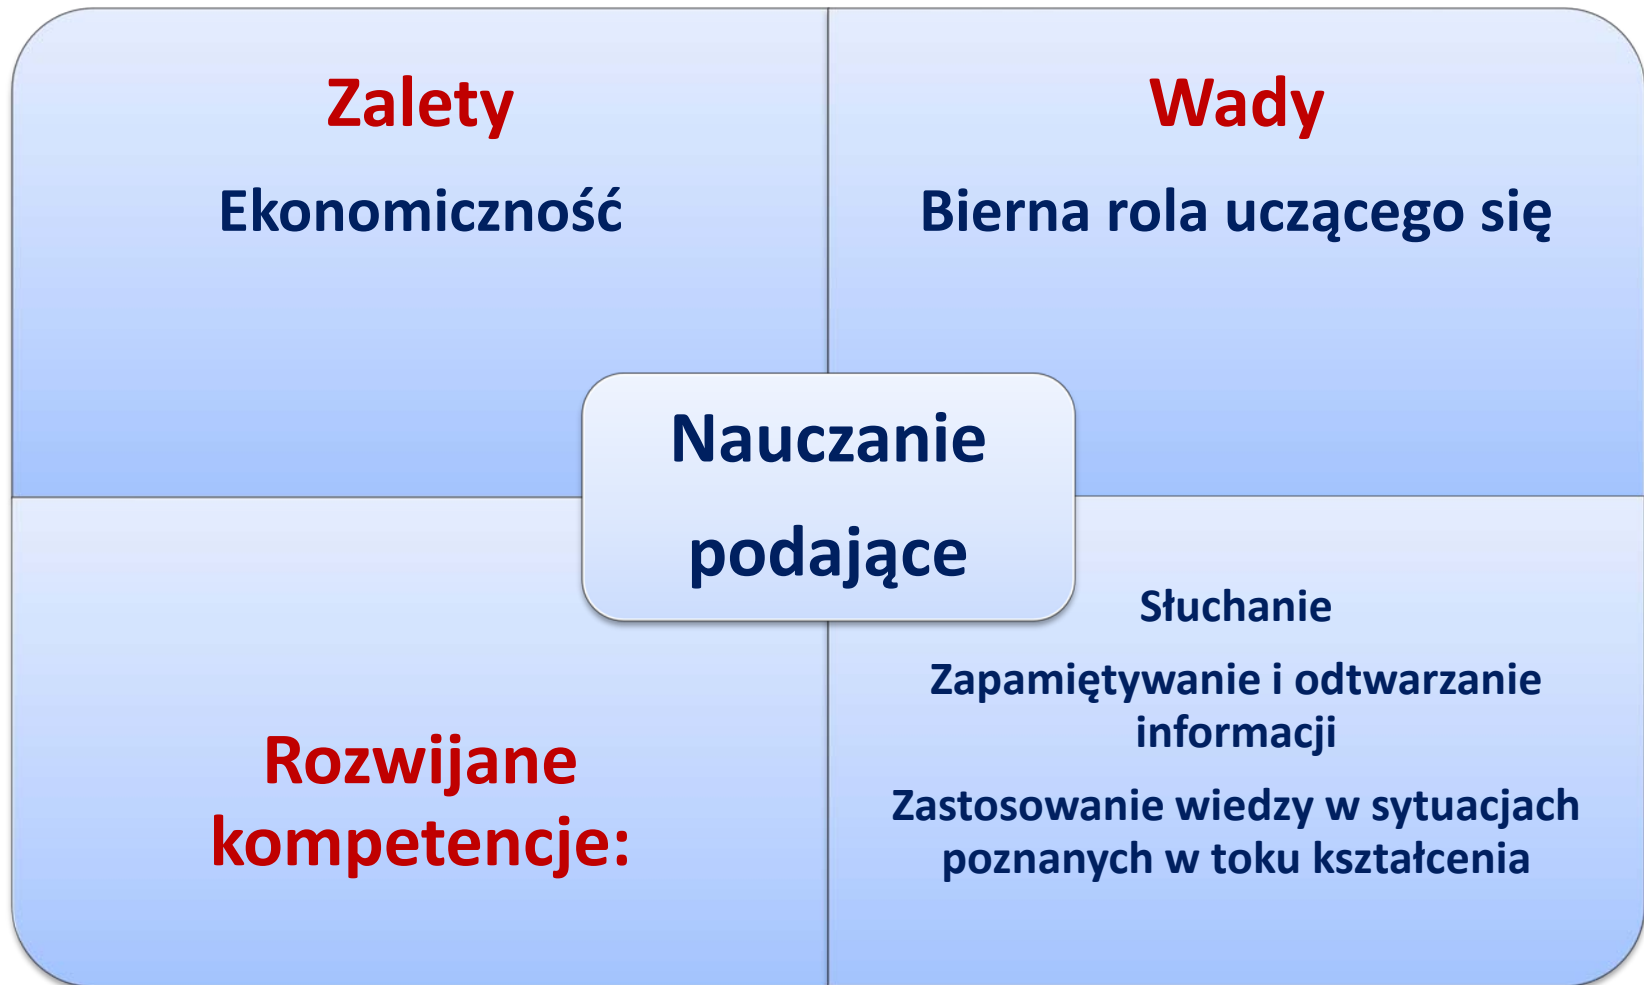 Zalety
Ekonomiczność
Wady
Bierna rola uczącego się
Nauczanie
podające
Rozwijane
kompetencje:
Słuchanie
Zapamiętywanie i odtwarzanie
informacji
Zastosowanie wiedzy w sytuacjach
poznanych w toku kształcenia